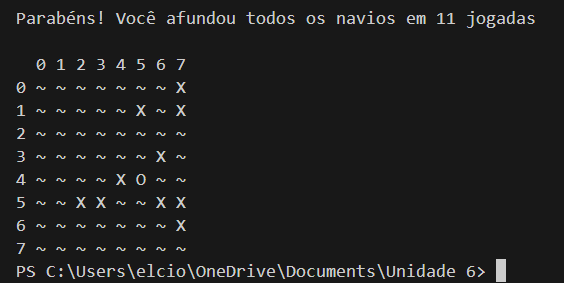 Parabéns! Você afundou todos os navios em 11 jogadas
  0 1 2 3 4 5 6 7
0 ~ ~ ~ ~ ~ ~ ~ X
1 ~ ~ ~ ~ ~ X ~ X
2 ~ ~ ~ ~ ~ ~ ~ ~
3 ~ ~ ~ ~ ~ ~ X ~
4 ~ ~ ~ ~ X O ~ ~
5 ~ ~ X X ~ ~ X X
6 ~ ~ ~ ~ ~ ~ ~ X
7 ~ ~ ~ ~ ~ ~ ~ ~
PS C:\Users\elcio\OneDrive\Documents\Unidade 6>